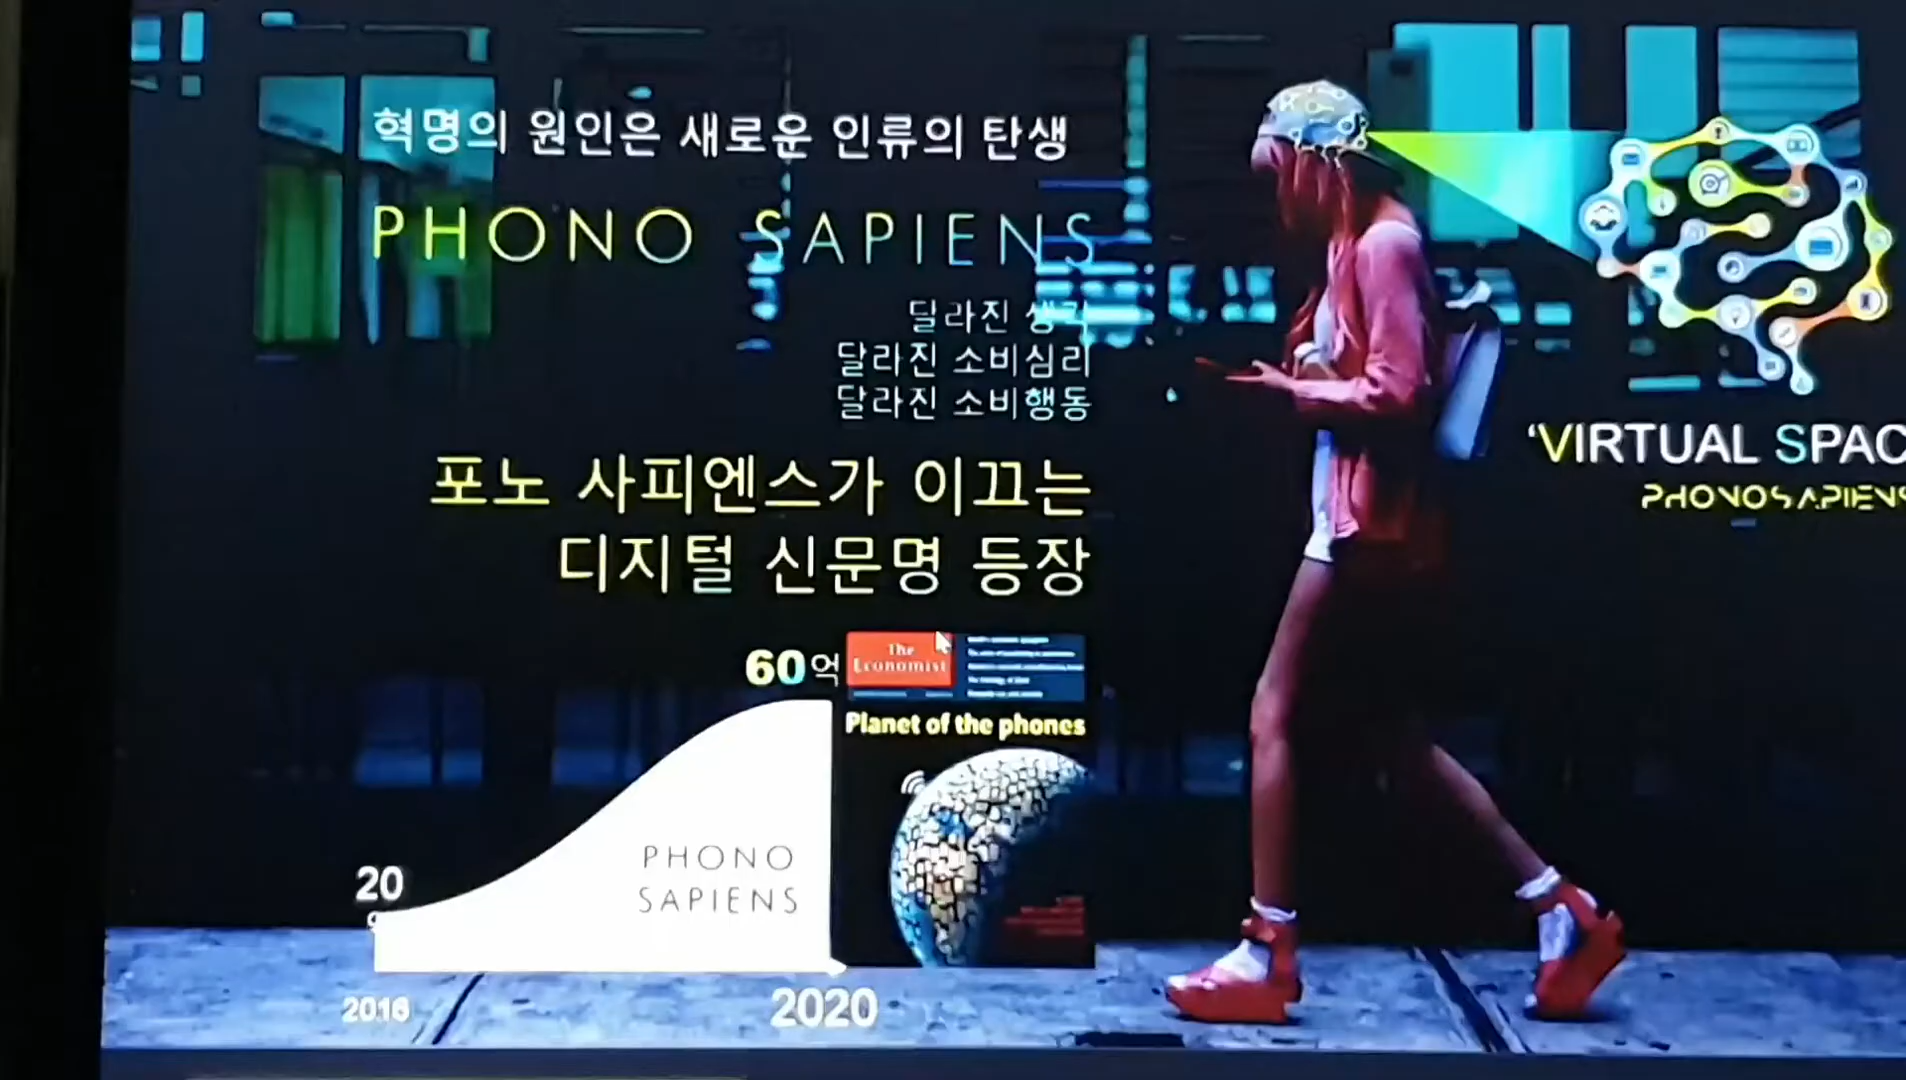 혁명의 원인은 새로운 인류의 탄생
PHONO SAPIENS
달라진 생각
달라진 소비심리
달라진 소비행동
포노 사피엔스가 이끄는
디지털 신문명 등장
60억
The
Economist
Planet of the phones
20
PHONO
SAPIENS
2016
2020
‘VIRTUAL SPAC
PHONOSAPIENS